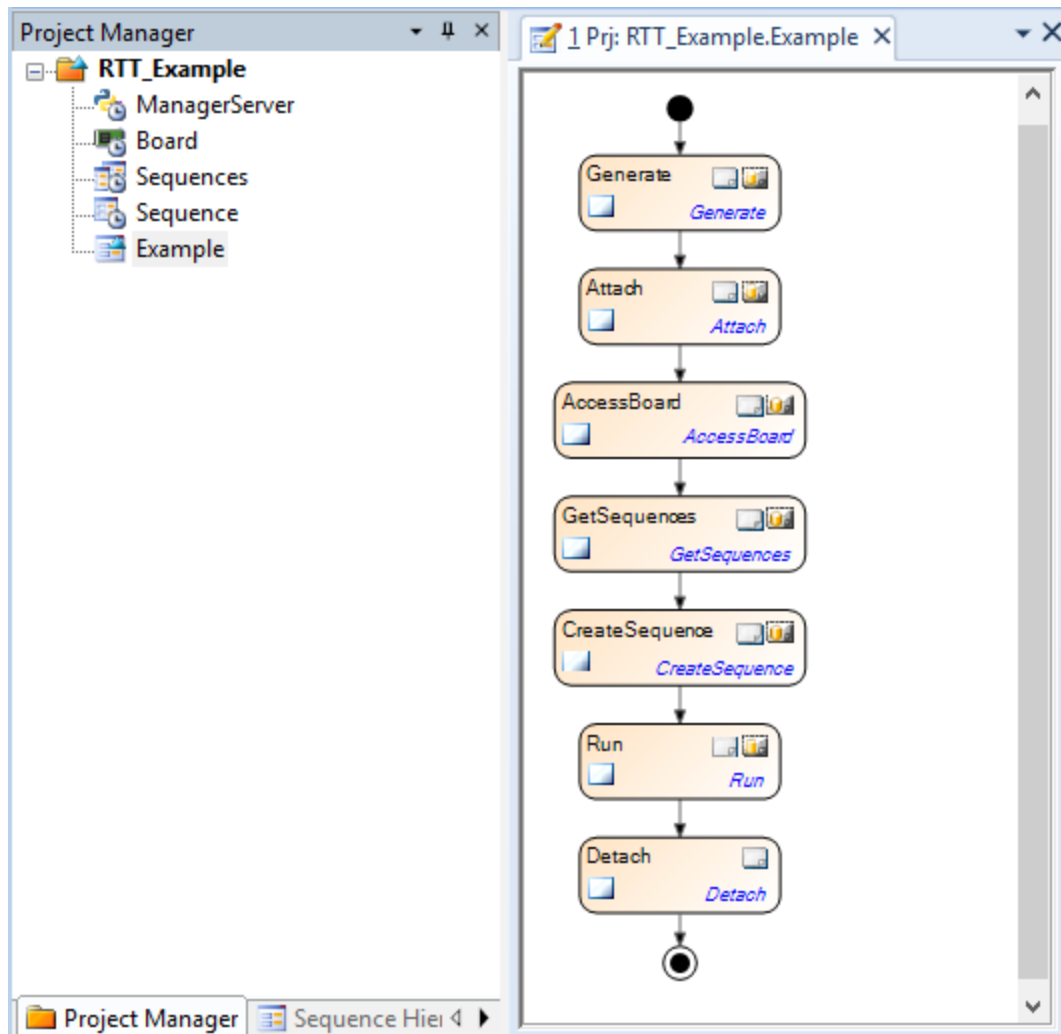 Project Manager
RTT_Example
ManagerServer
Board
Sequences
Sequence
Example
Project Manager
Sequence Hier
1 Prj: RTT_Example.Example
Generate
Generate
Attach
Attach
AccessBoard
AccessBoard
GetSequences
GetSequences
CreateSequence
CreateSequence
Run
Run
Detach
Detach